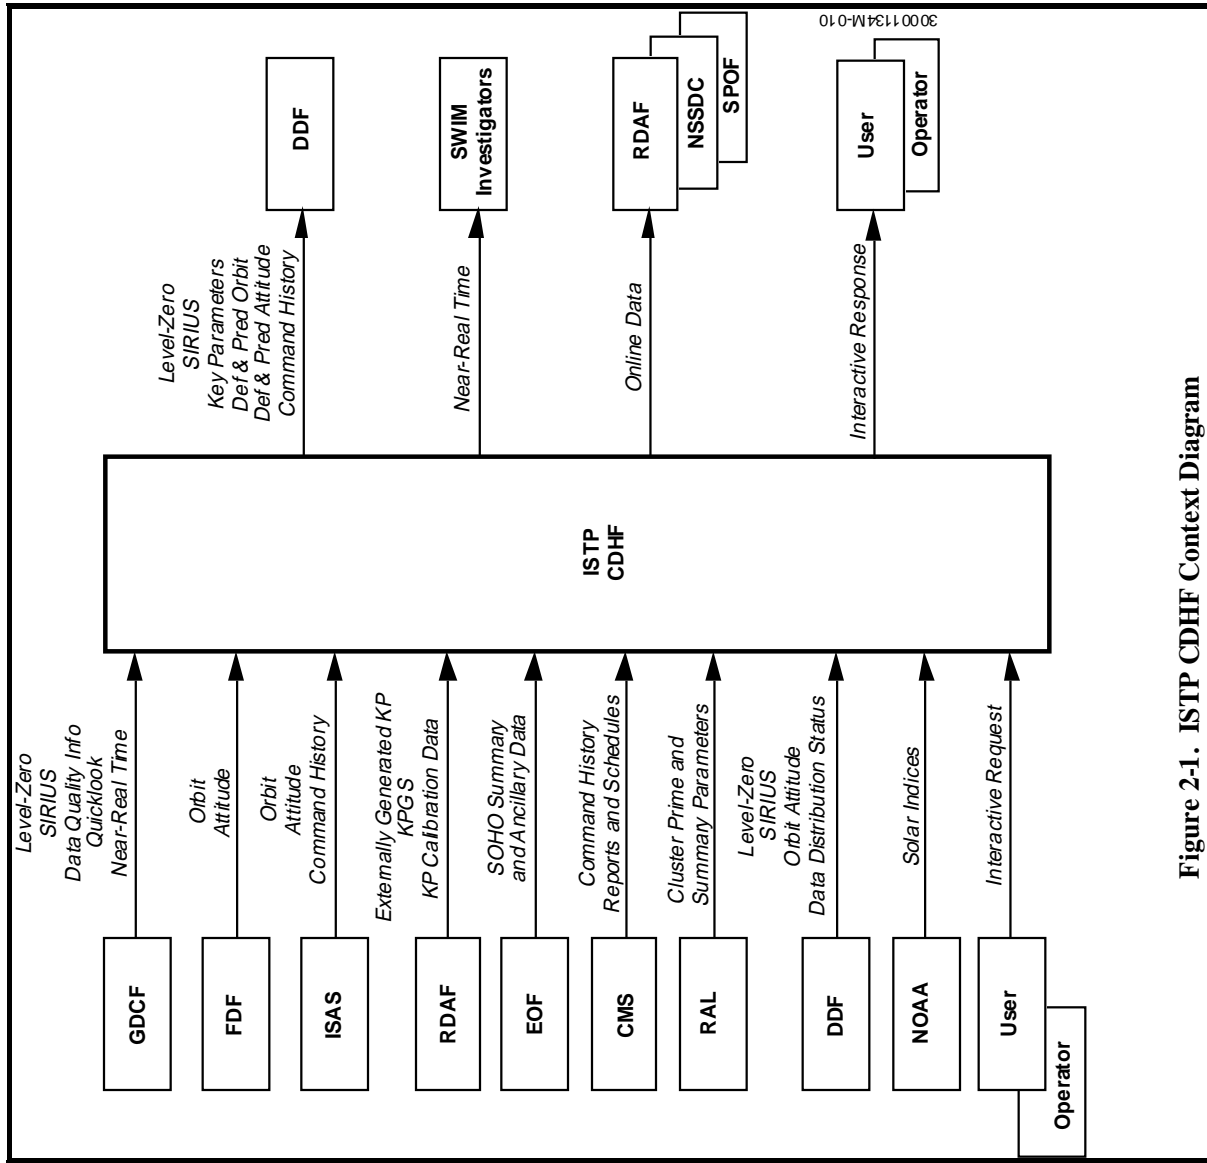 Level-Zero
SIRIUS
Data Quality Info
Quicklook
Near-Real Time
GDCF
Orbit
Attitude
FDF
Orbit
Attitude
Command History
ISAS
Externally Generated KP
KPGS
KP Calibration Data
RDAF
SOHO Summary
and Ancillary Data
EOF
Command History
Reports and Schedules
CMS
Cluster Prime and
Summary Parameters
RAL
Level-Zero
SIRIUS
Orbit Attitude
Data Distribution Status
DDF
Solar Indices
NOAA
Interactive Request
User
Operator
ISTP
CDHF
Level-Zero
SIRIUS
Key Parameters
Def & Pred Orbit
Def & Pred Attitude
Command History
DDF
Near-Real Time
SWIM
Investigators
Online Data
RDAF
NSSDC
SPOF
Interactive Response
User
Operator
30001134M-010
Figure 2-1. ISTP CDHF Context Diagram